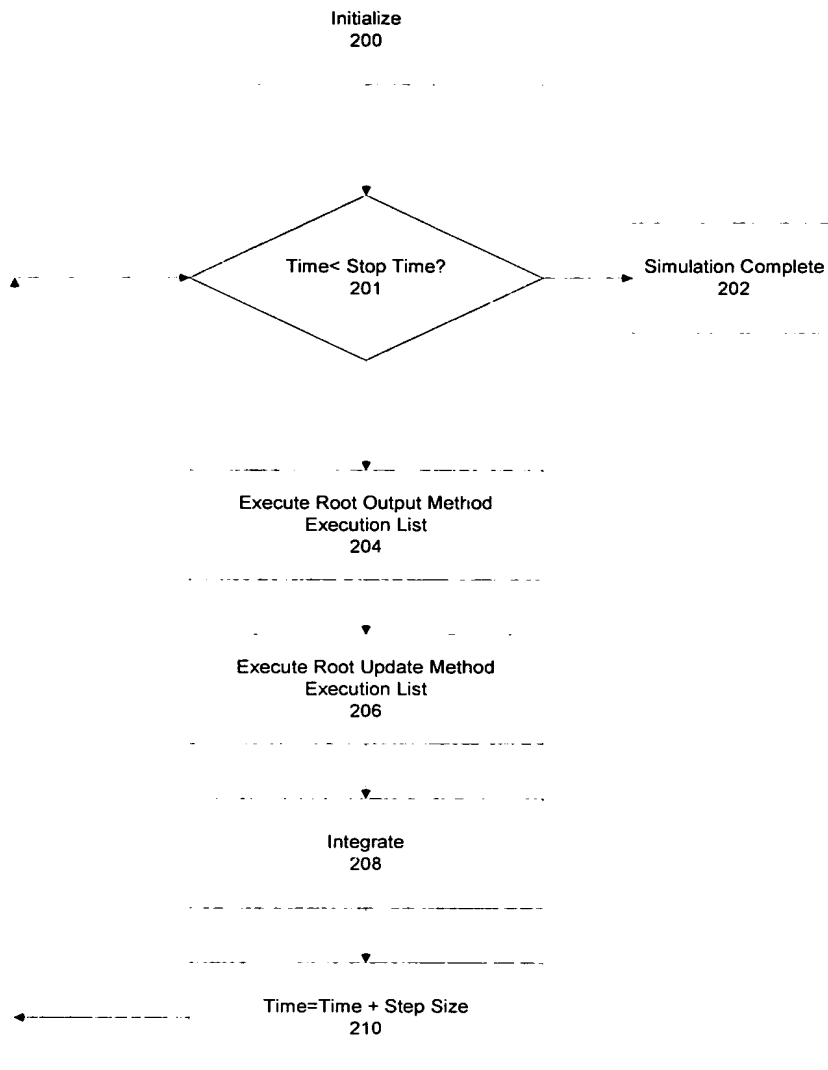 Initialize
200
Time< Stop Time?
201
Simulation Complete
202
Execute Root Output Method
Execution List
204
Execute Root Update Method
Execution List
206
Integrate
208
Time=Time + Step Size
210